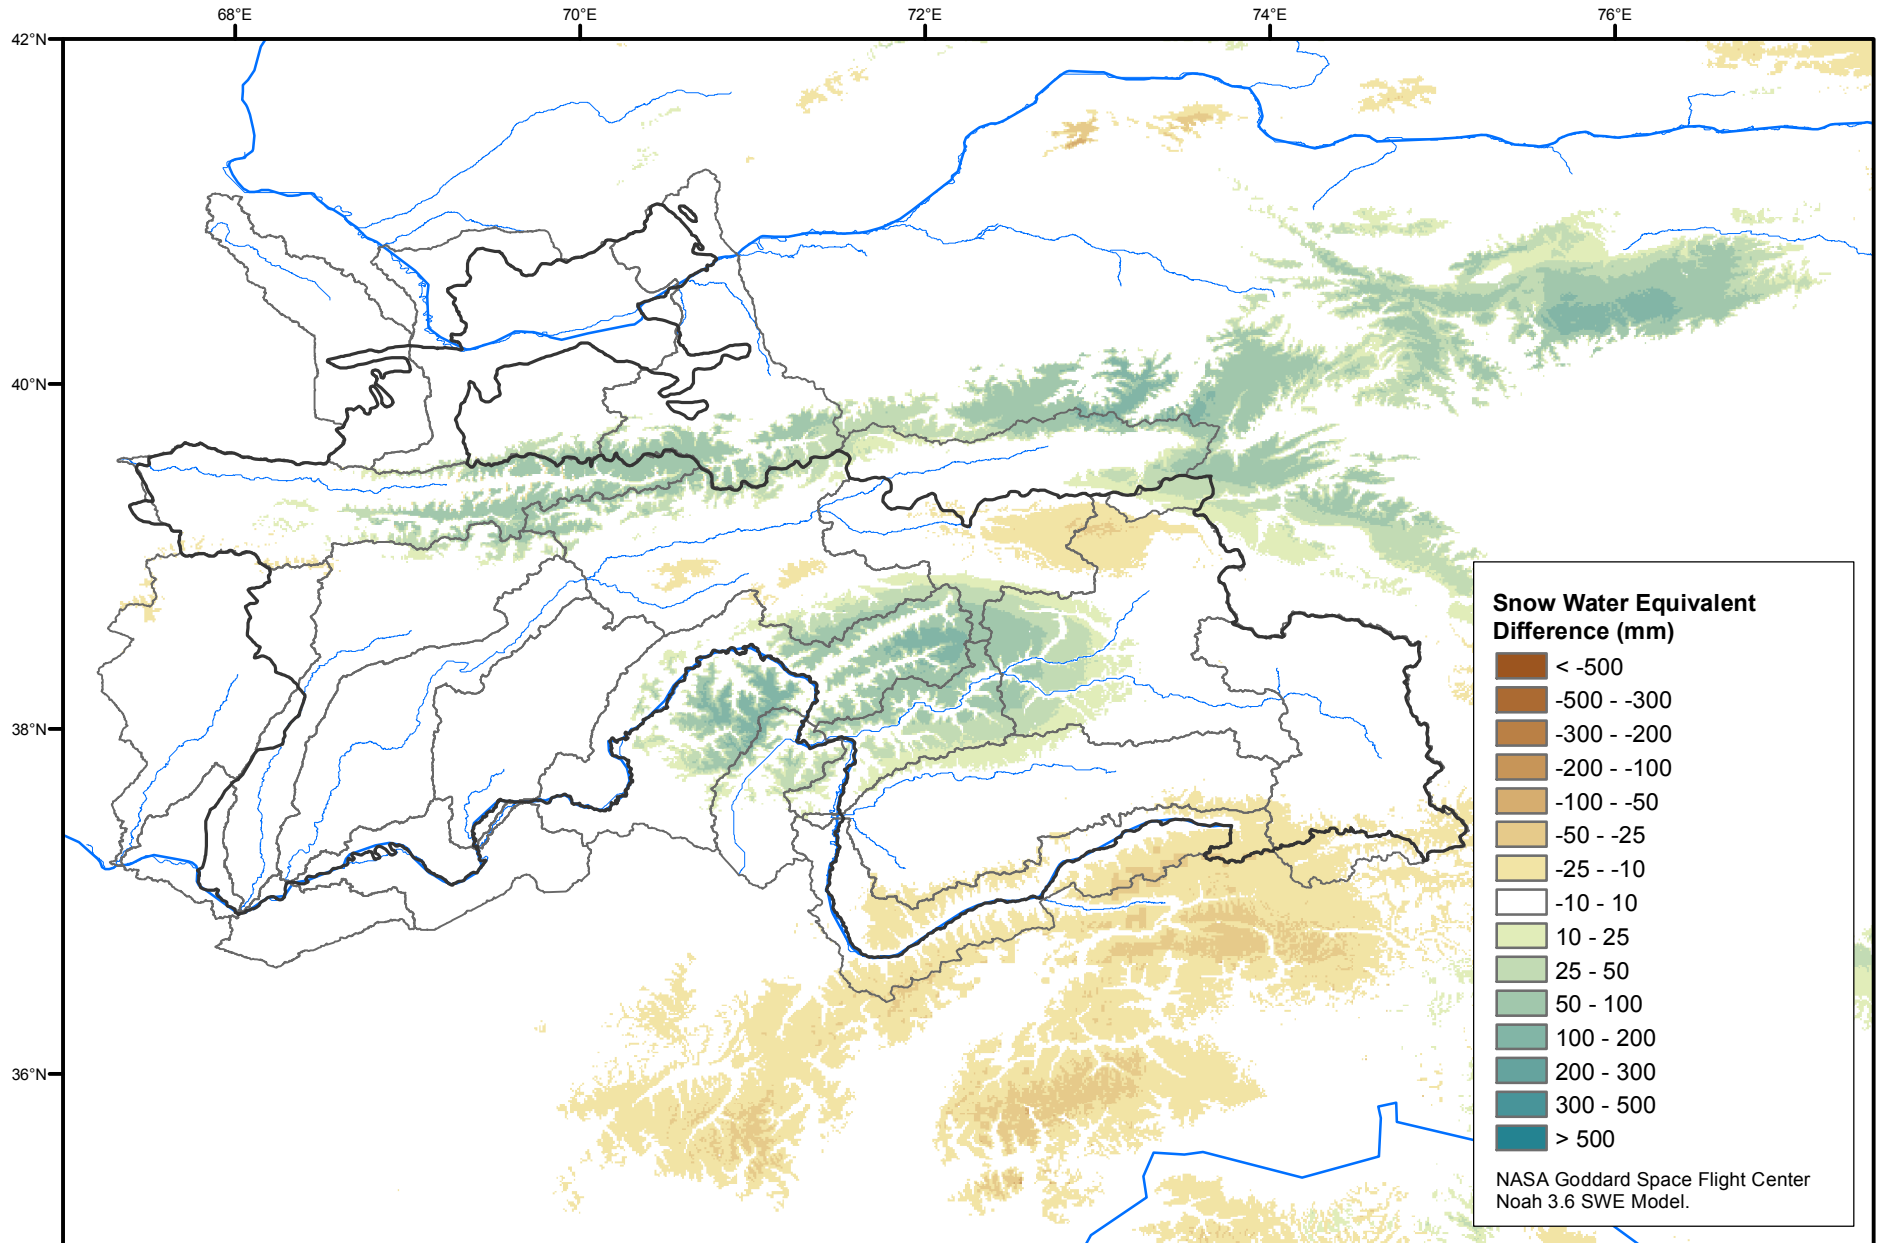 68°E
70°E
72°E
74°E
76°E
42°N
40°N
38°N
36°N
Snow Water Equivalent
Difference (mm)
< -500
-500 - -300
-300 - -200
-200 - -100
-100 - -50
-50 - -25
-25 - -10
-10 - 10
10 - 25
25 - 50
50 - 100
100 - 200
200 - 300
300 - 500
> 500
NASA Goddard Space Flight Center
Noah 3.6 SWE Model.